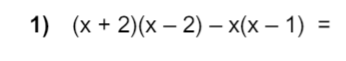 1) (x + 2)(x – 2) – x(x – 1) =